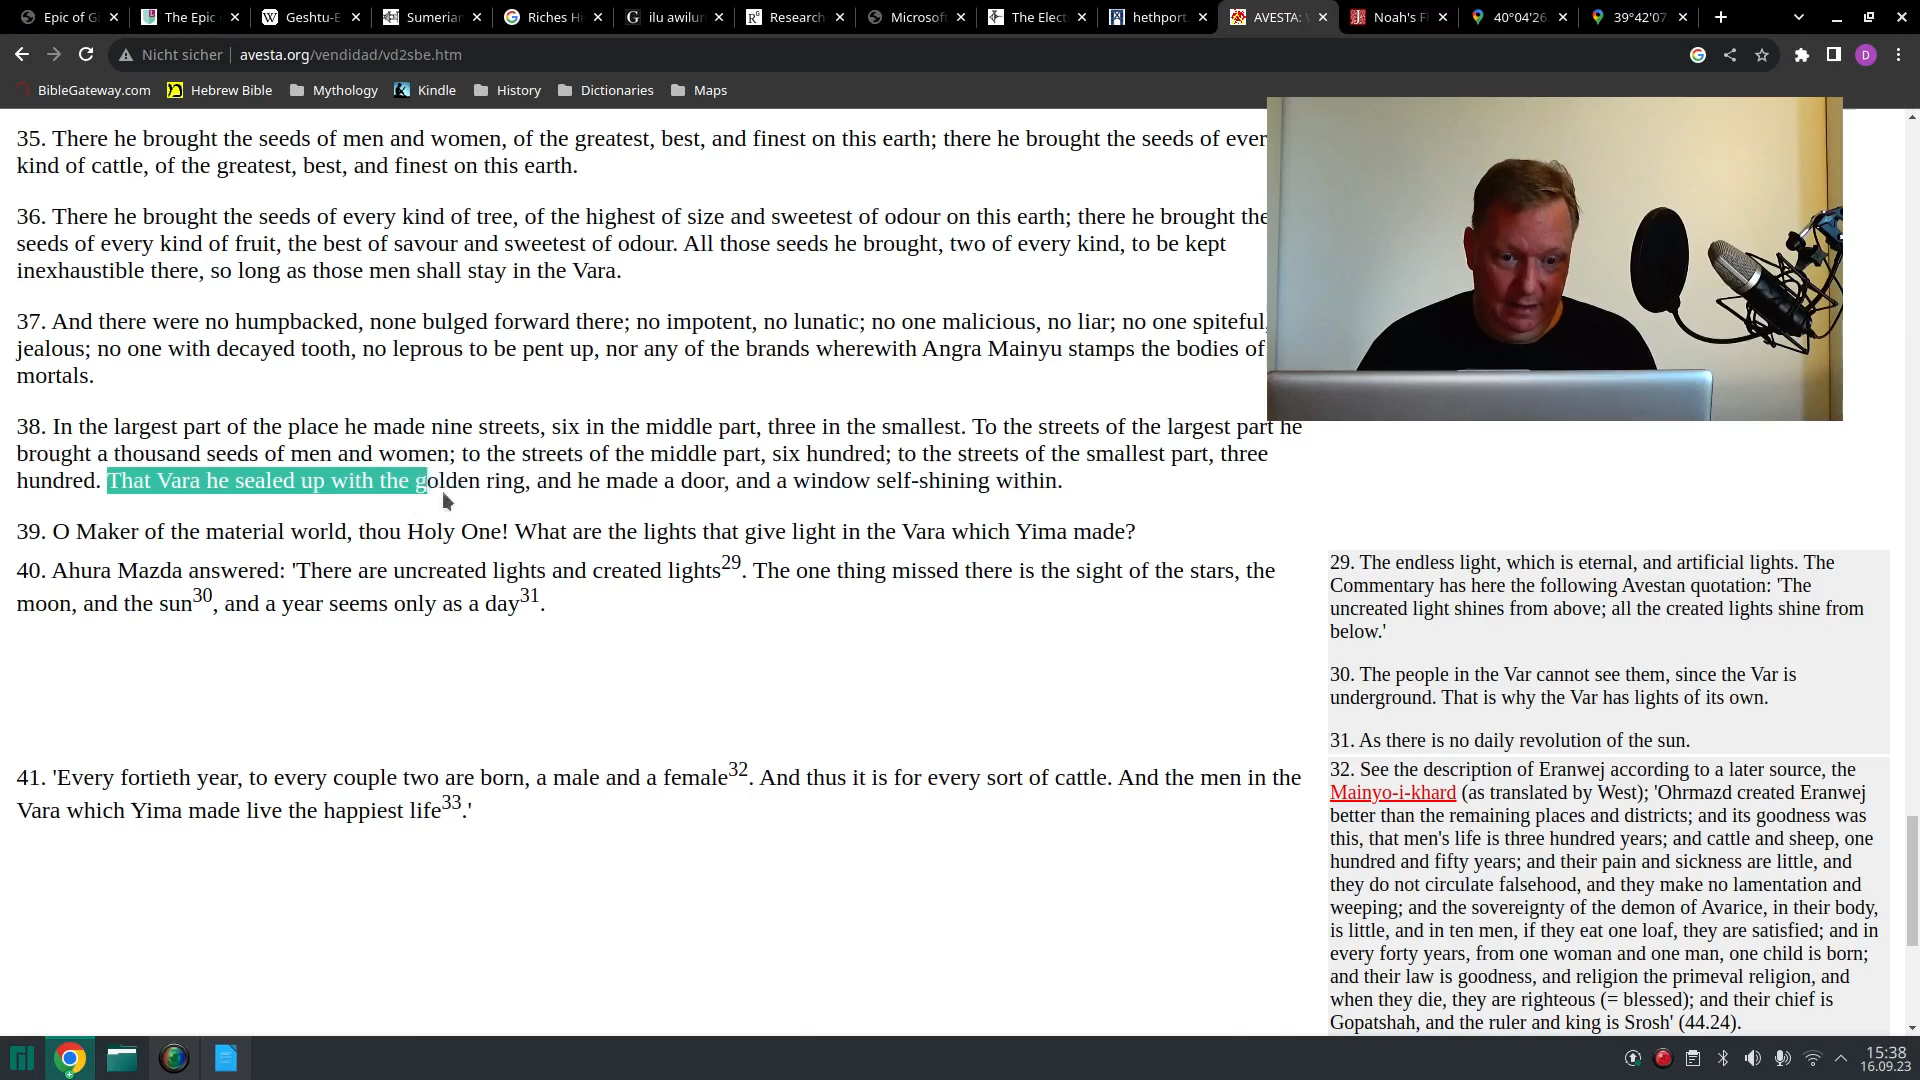 Epic of G
The Epic
Geshtu-E
Sumerian
Riches Hi
ilu awilun
Research
Microsof
The Elect
hethport
AVESTA: V
Noah's F
40°04'26
39°42'07
Nicht sicher
avesta.org/vendidad/vd2sbe.htm
D
BibleGateway.com
Hebrew Bible
Mythology
Kindle
History
Dictionaries
Maps
35. There he brought the seeds of men and women, of the greatest, best, and finest on this earth; there he brought the seeds of ever
kind of cattle, of the greatest, best, and finest on this earth.
36. There he brought the seeds of every kind of tree, of the highest of size and sweetest of odour on this earth; there he brought the
seeds of every kind of fruit, the best of savour and sweetest of odour. All those seeds he brought, two of every kind, to be kept
inexhaustible there, so long as those men shall stay in the Vara.
37. And there were no humpbacked, none bulged forward there; no impotent, no lunatic; no one malicious, no liar; no one spiteful,
jealous; no one with decayed tooth, no leprous to be pent up, nor any of the brands wherewith Angra Mainyu stamps the bodies of
mortals.
38. In the largest part of the place he made nine streets, six in the middle part, three in the smallest. To the streets of the largest part he
brought a thousand seeds of men and women; to the streets of the middle part, six hundred; to the streets of the smallest part, three
hundred. That Vara he sealed up with the golden ring, and he made a door, and a window self-shining within.
39. O Maker of the material world, thou Holy One! What are the lights that give light in the Vara which Yima made?
40. Ahura Mazda answered: 'There are uncreated lights and created lights29. The one thing missed there is the sight of the stars, the
moon, and the sun30, and a year seems only as a day31.
29. The endless light, which is eternal, and artificial lights. The
Commentary has here the following Avestan quotation: 'The
uncreated light shines from above; all the created lights shine from
below.'
30. The people in the Var cannot see them, since the Var is
underground. That is why the Var has lights of its own.
31. As there is no daily revolution of the sun.
41. 'Every fortieth year, to every couple two are born, a male and a female32. And thus it is for every sort of cattle. And the men in the
Vara which Yima made live the happiest life33.'
32. See the description of Eranwej according to a later source, the
Mainyo-i-khard (as translated by West); 'Ohrmazd created Eranwej
better than the remaining places and districts; and its goodness was
this, that men's life is three hundred years; and cattle and sheep, one
hundred and fifty years; and their pain and sickness are little, and
they do not circulate falsehood, and they make no lamentation and
weeping; and the sovereignty of the demon of Avarice, in their body,
is little, and in ten men, if they eat one loaf, they are satisfied; and in
every forty years, from one woman and one man, one child is born;
and their law is goodness, and religion the primeval religion, and
when they die, they are righteous (= blessed); and their chief is
Gopatshah, and the ruler and king is Srosh' (44.24).
15:38
16.09.23